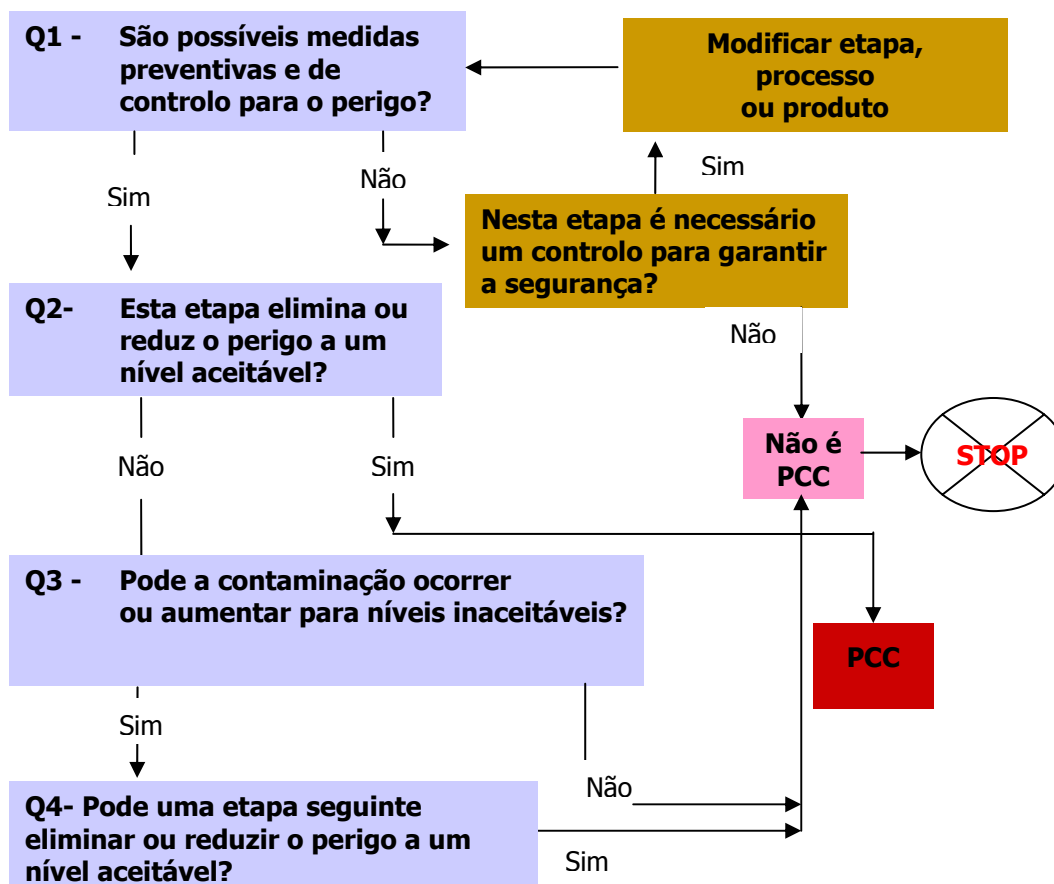 Q1 - São possíveis medidas
preventivas e de
controlo para o perigo?
Modificar etapa,
processo
ou produto
Sim
Não
Sim
Nesta etapa é necessário
um controlo para garantir
a segurança?
Q2- Esta etapa elimina ou
reduz o perigo a um
nível aceitável?
Não
Não é
PCC
STOP
Não
Sim
Q3 - Pode a contaminação ocorrer
ou aumentar para níveis inaceitáveis?
PCC
Sim
Não
Q4- Pode uma etapa seguinte
eliminar ou reduzir o perigo a um
nível aceitável?
Sim